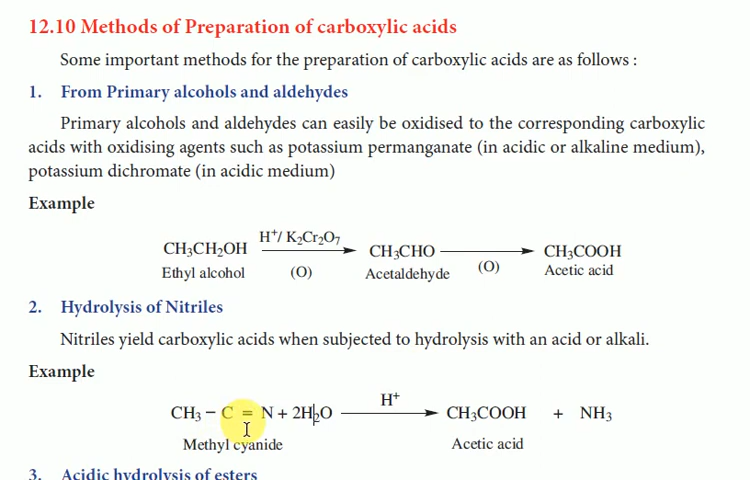 12.10 Methods of Preparation of carboxylic acids
Some important methods for the preparation of carboxylic acids are as follows :
1. From Primary alcohols and aldehydes
Primary alcohols and aldehydes can easily be oxidised to the corresponding carboxylic
acids with oxidising agents such as potassium permanganate (in acidic or alkaline medium),
potassium dichromate (in acidic medium)
Example
CH₃CH₂OH H⁺/ K₂Cr₂O₇ (O) CH₃CHO (O) CH₃COOH
Ethyl alcohol Acetaldehyde Acetic acid
2. Hydrolysis of Nitriles
Nitriles yield carboxylic acids when subjected to hydrolysis with an acid or alkali.
Example
CH₃ – C = N + 2H₂O H⁺ CH₃COOH + NH₃
Methyl cyanide Acetic acid
3. Acidic hydrolysis of esters